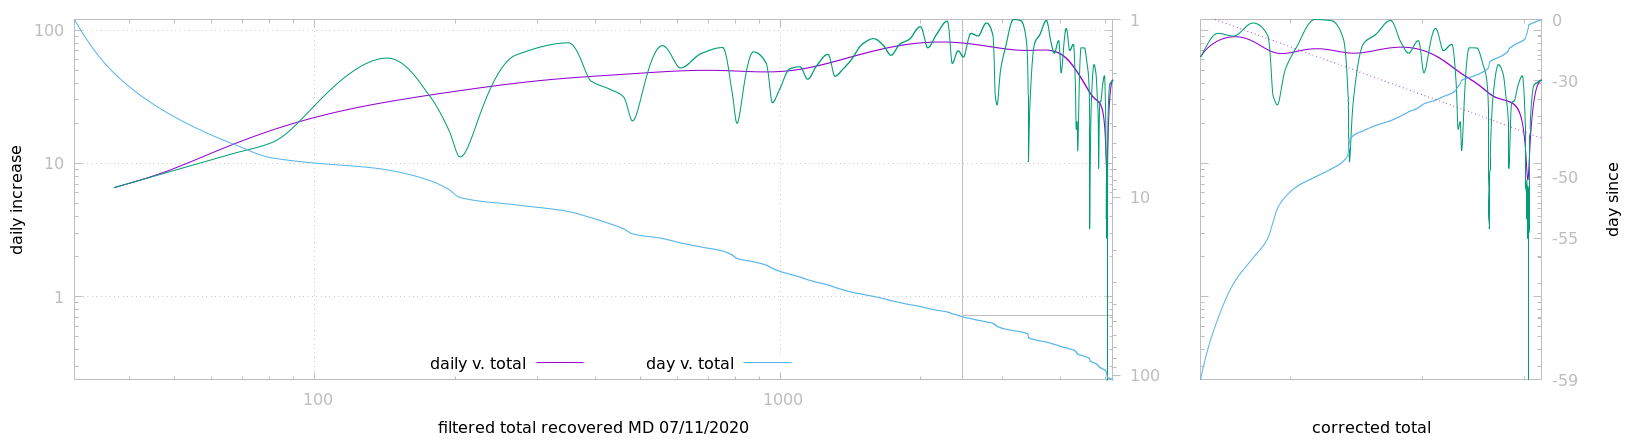 100
10
1
daily increase
daily v. total
day v. total
100
1000
filtered total recovered MD 07/11/2020
1
10
100
0
-30
-50
-55
-59
day since
corrected total